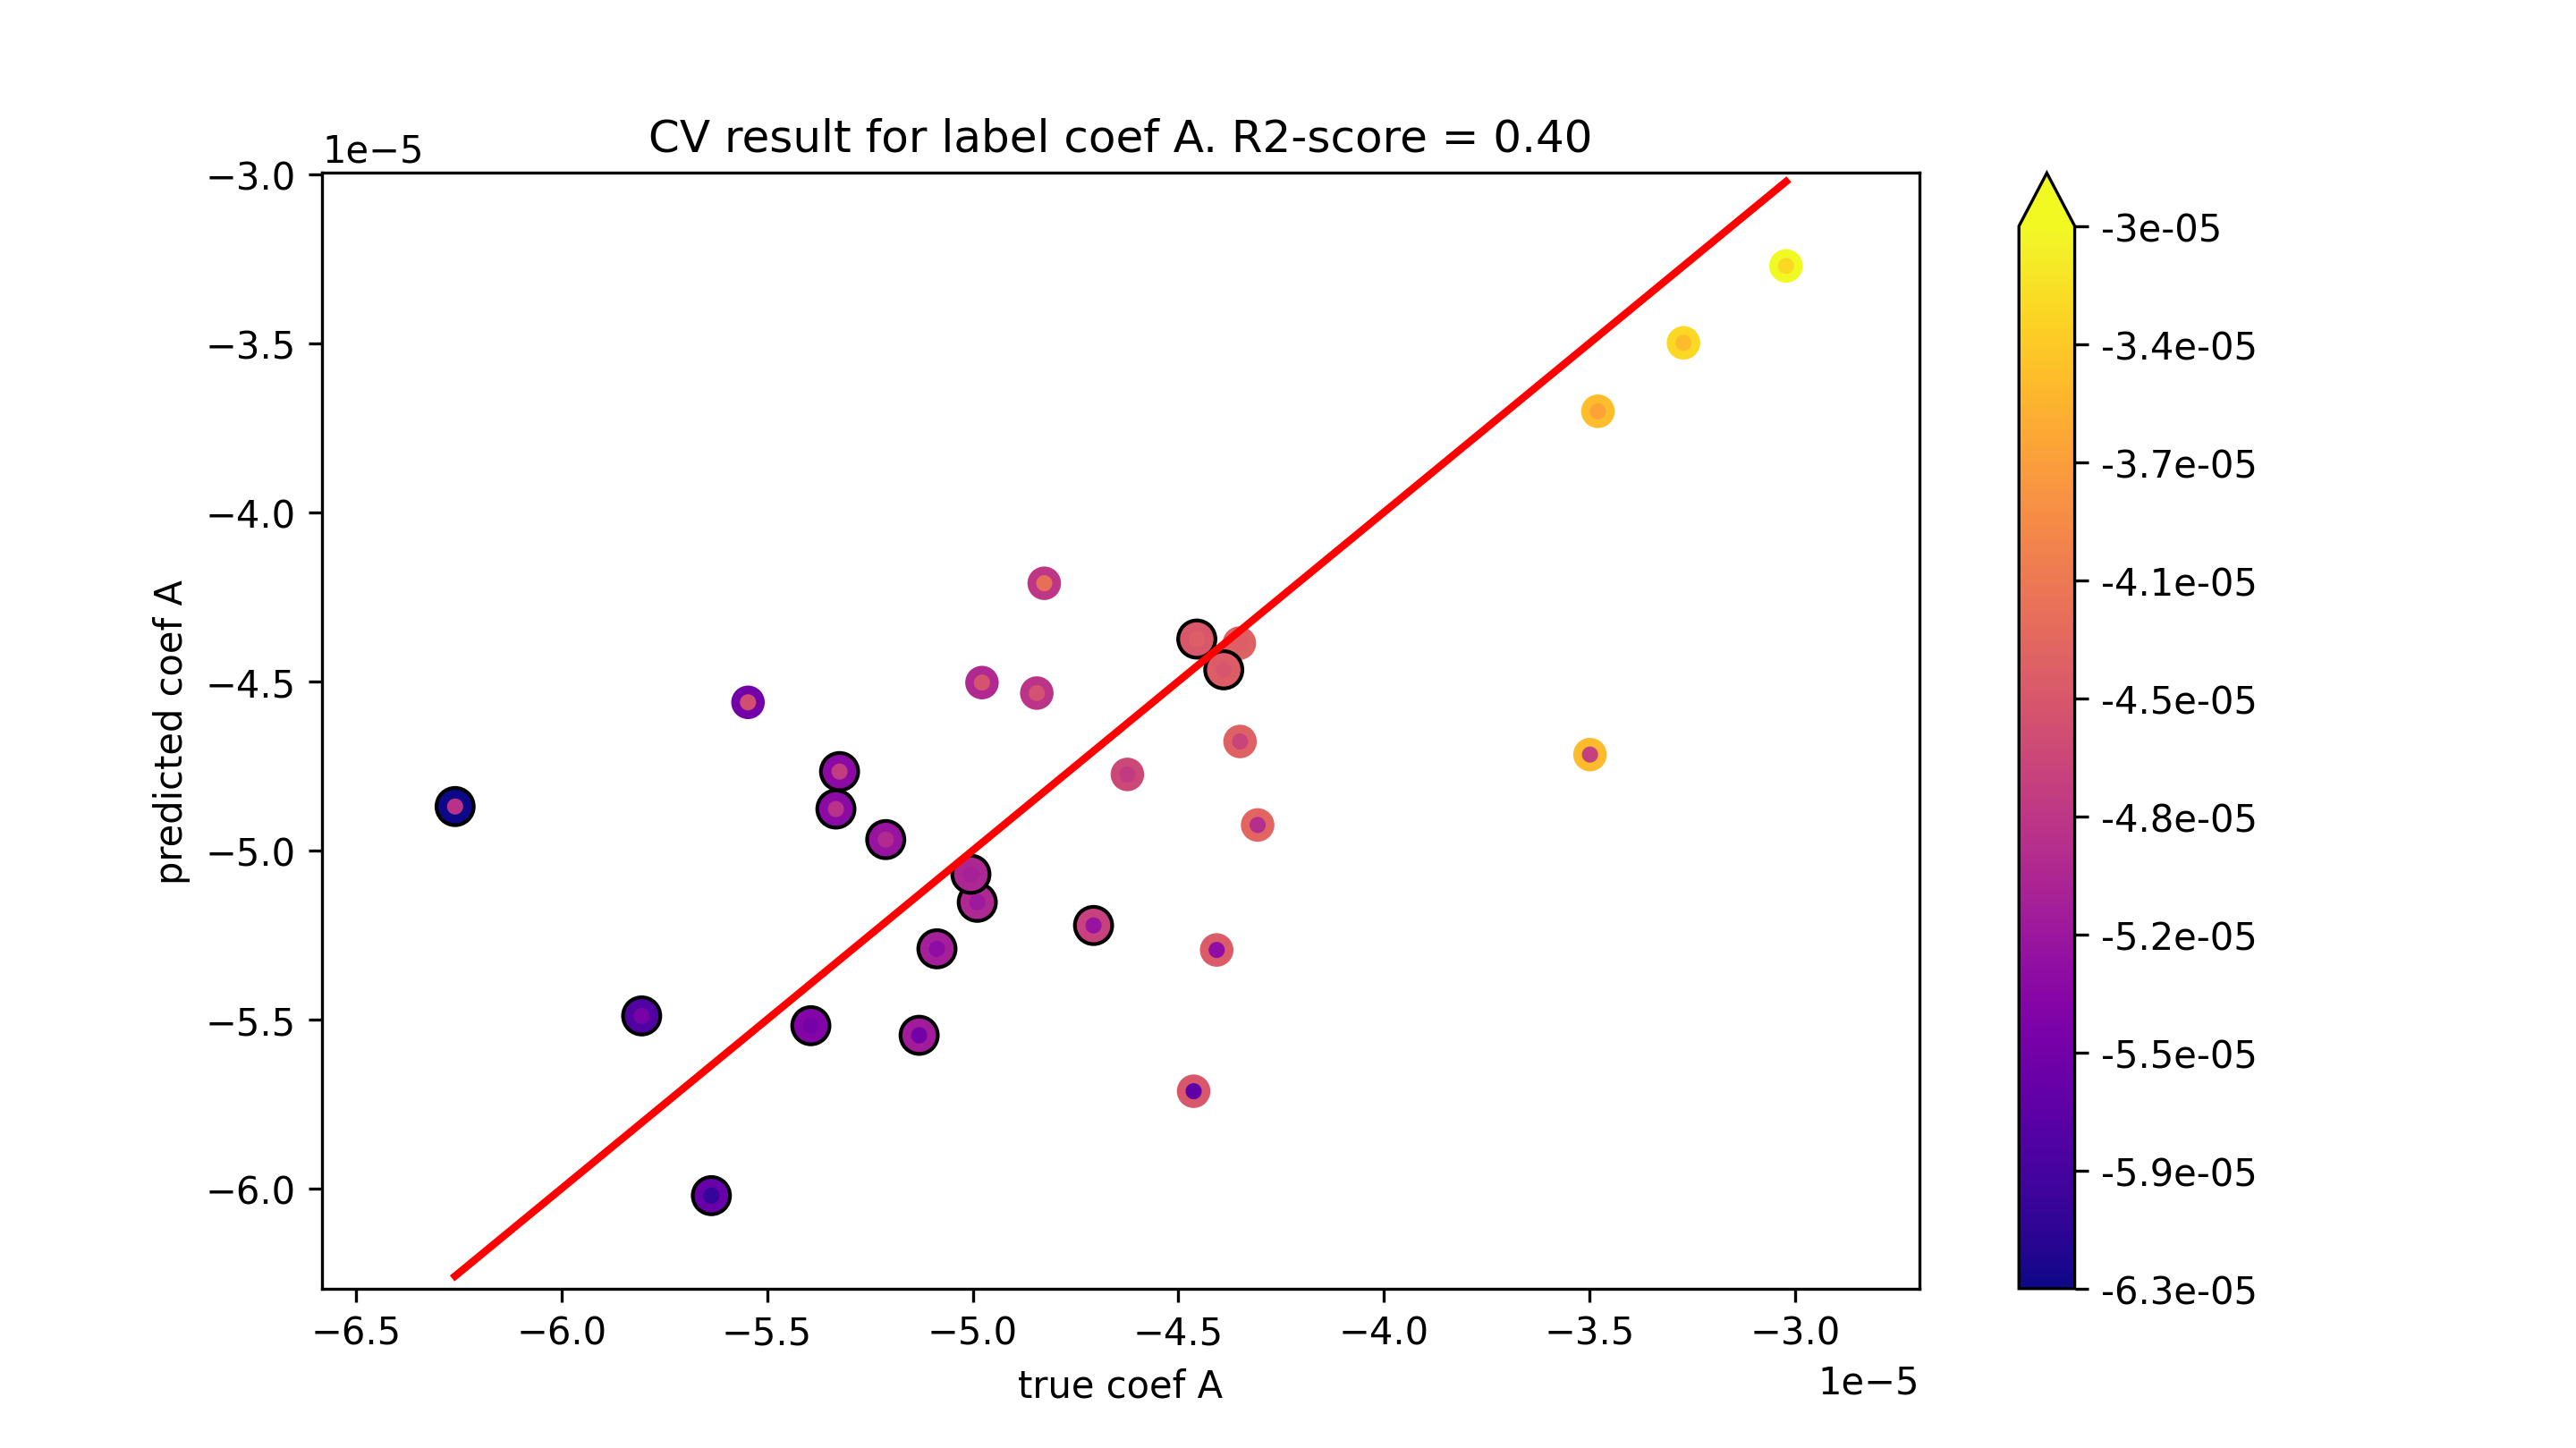 CV result for label coef A. R2-score = 0.40
1e−5
−3.0
−3.5
−4.0
−4.5
−5.0
−5.5
−6.0
predicted coef A
−6.5 −6.0 −5.5 −5.0 −4.5 −4.0 −3.5 −3.0
1e−5
true coef A
-3e-05
-3.4e-05
-3.7e-05
-4.1e-05
-4.5e-05
-4.8e-05
-5.2e-05
-5.5e-05
-5.9e-05
-6.3e-05